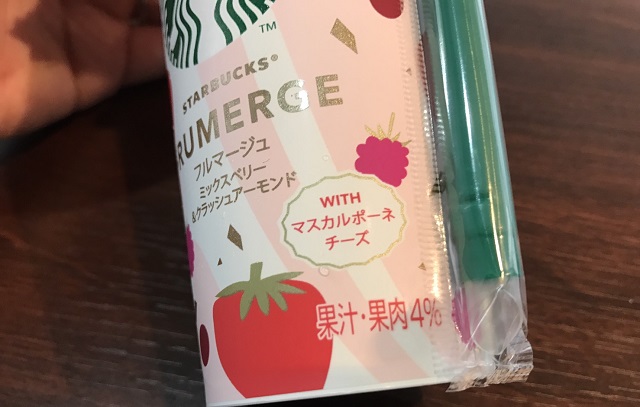 TM
STARBUCKS®
RUMERGE
フルマージュ
ミックスベリー
&クラッシュアーモンド
WITH
マスカルポーネ
チーズ
果汁・果肉4%